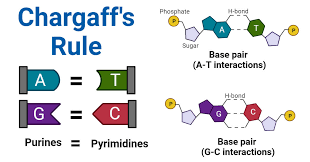 Chargaff's
Rule
A = T
G = C
Purines = Pyrimidines
Phosphate
H-bond
P
A
T
P
Sugar
Base pair
(A-T interactions)
H-bond
P
G
C
P
Base pair
(G-C interactions)